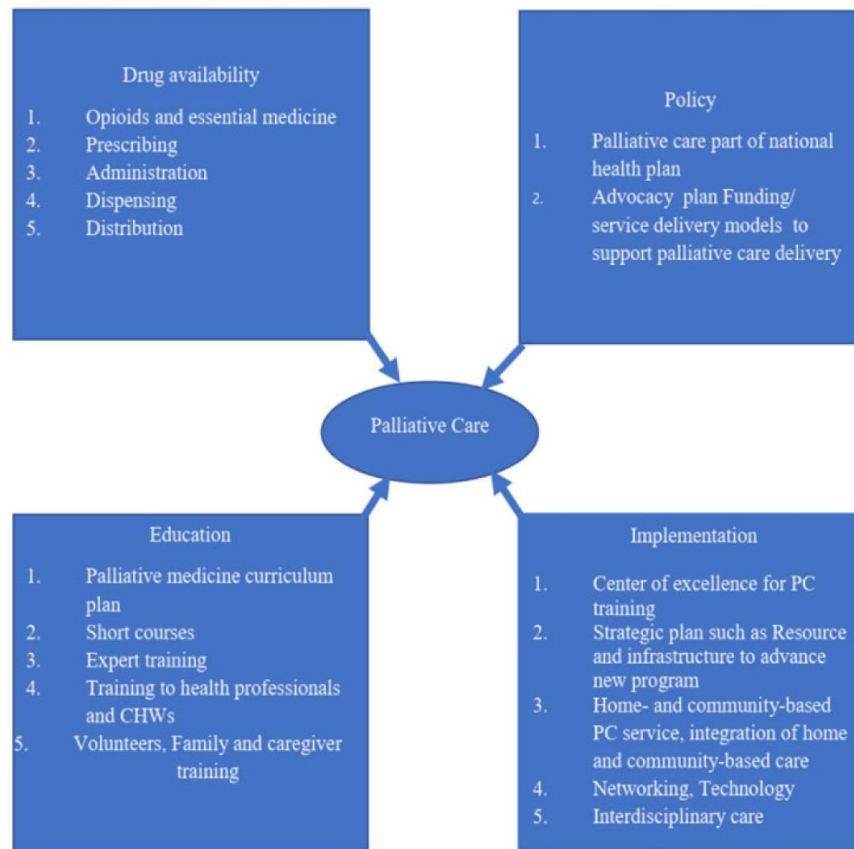 Drug availability
1. Opioids and essential medicine
2. Prescribing
3. Administration
4. Dispensing
5. Distribution
Policy
1. Palliative care part of national
health plan
2. Advocacy plan Funding/
service delivery models to
support palliative care delivery
Palliative Care
Education
1. Palliative medicine curriculum
plan
2. Short courses
3. Expert training
4. Training to health professionals
and CHWs
5. Volunteers, Family and caregiver
training
Implementation
1. Center of excellence for PC
training
2. Strategic plan such as Resource
and infrastructure to advance
new program
3. Home- and community-based
PC service, integration of home
and community-based care
4. Networking, Technology
5. Interdisciplinary care